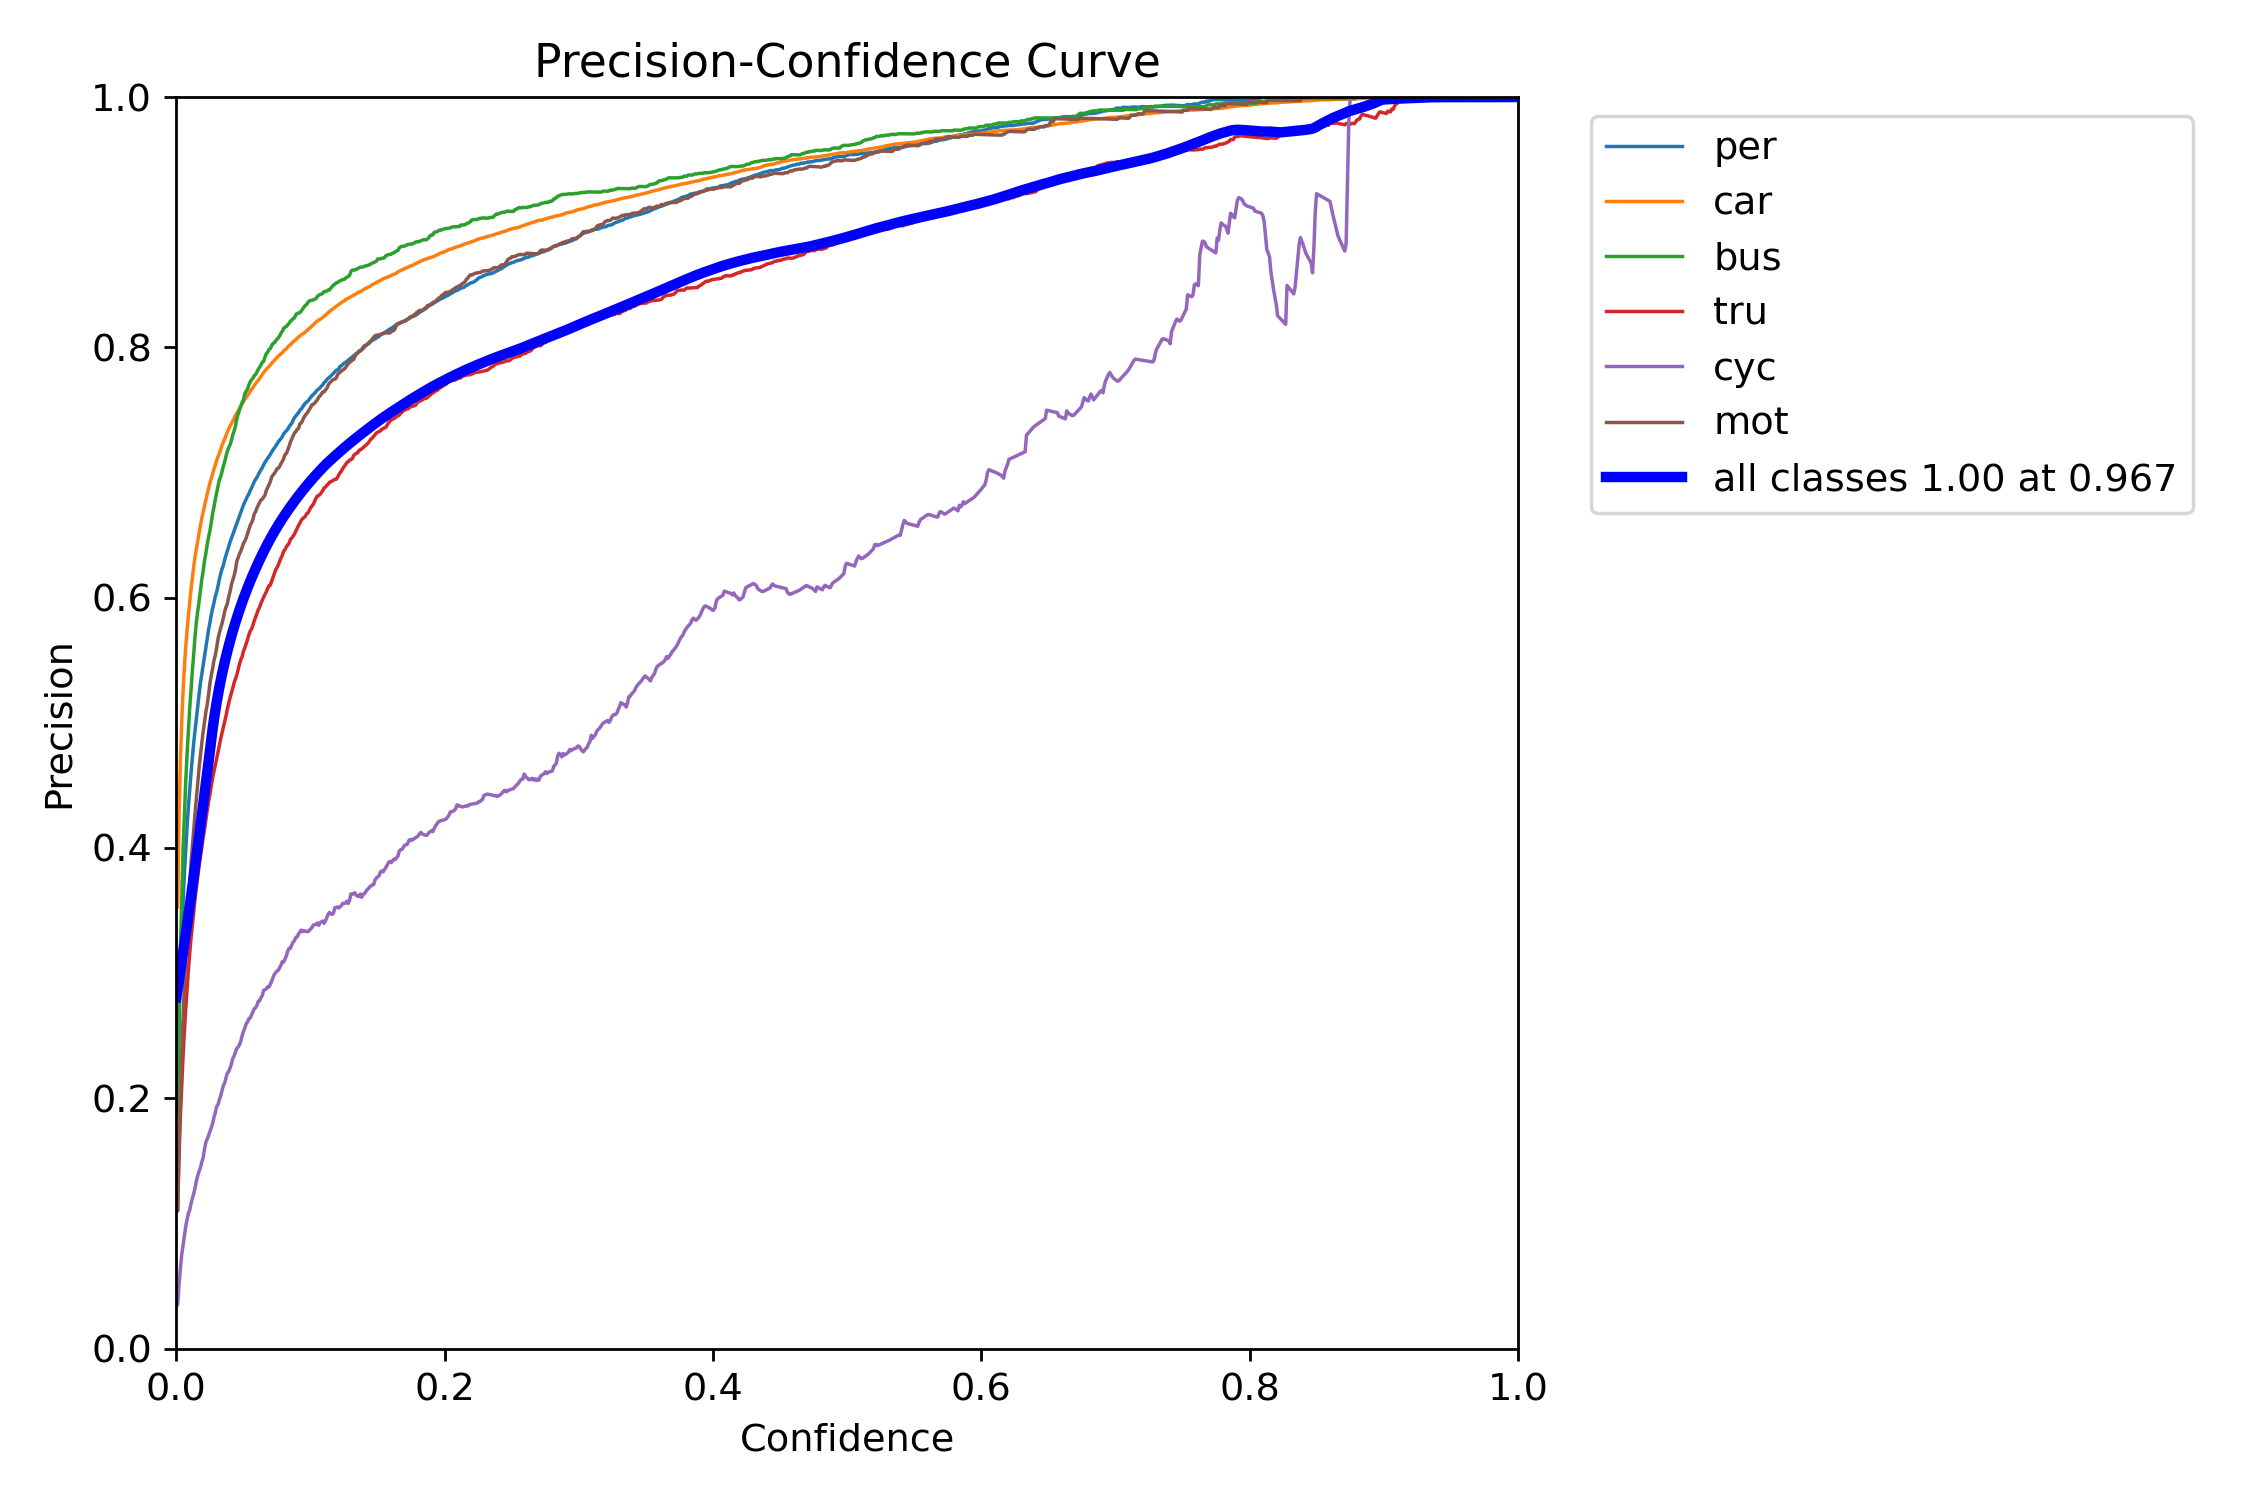 Precision-Confidence Curve
1.0
0.8
0.6
0.4
0.2
0.0
Precision
0.0 0.2 0.4 0.6 0.8 1.0
Confidence
per
car
bus
tru
cyc
mot
all classes 1.00 at 0.967